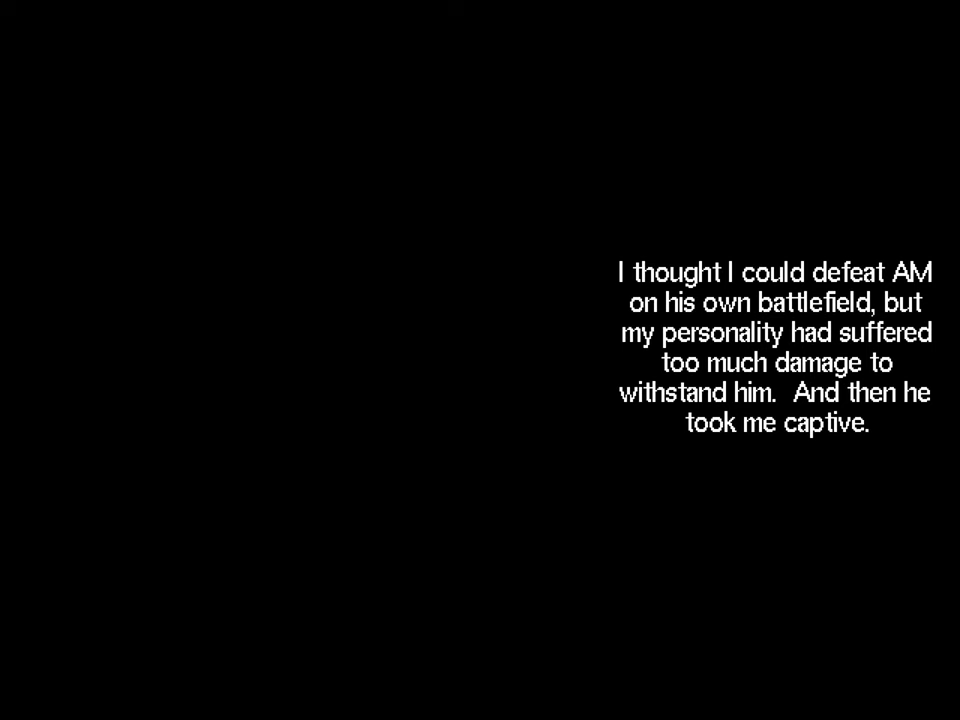 I thought I could defeat AM
on his own battlefield, but
my personality had suffered
too much damage to
withstand him.  And then he
took me captive.